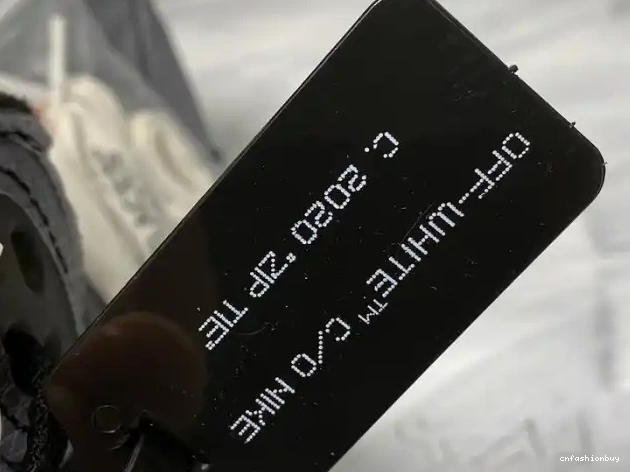 OFF-WHITE™ C/O NIKE
C. 2020 "ZIP TIE"
cnfashionbuy